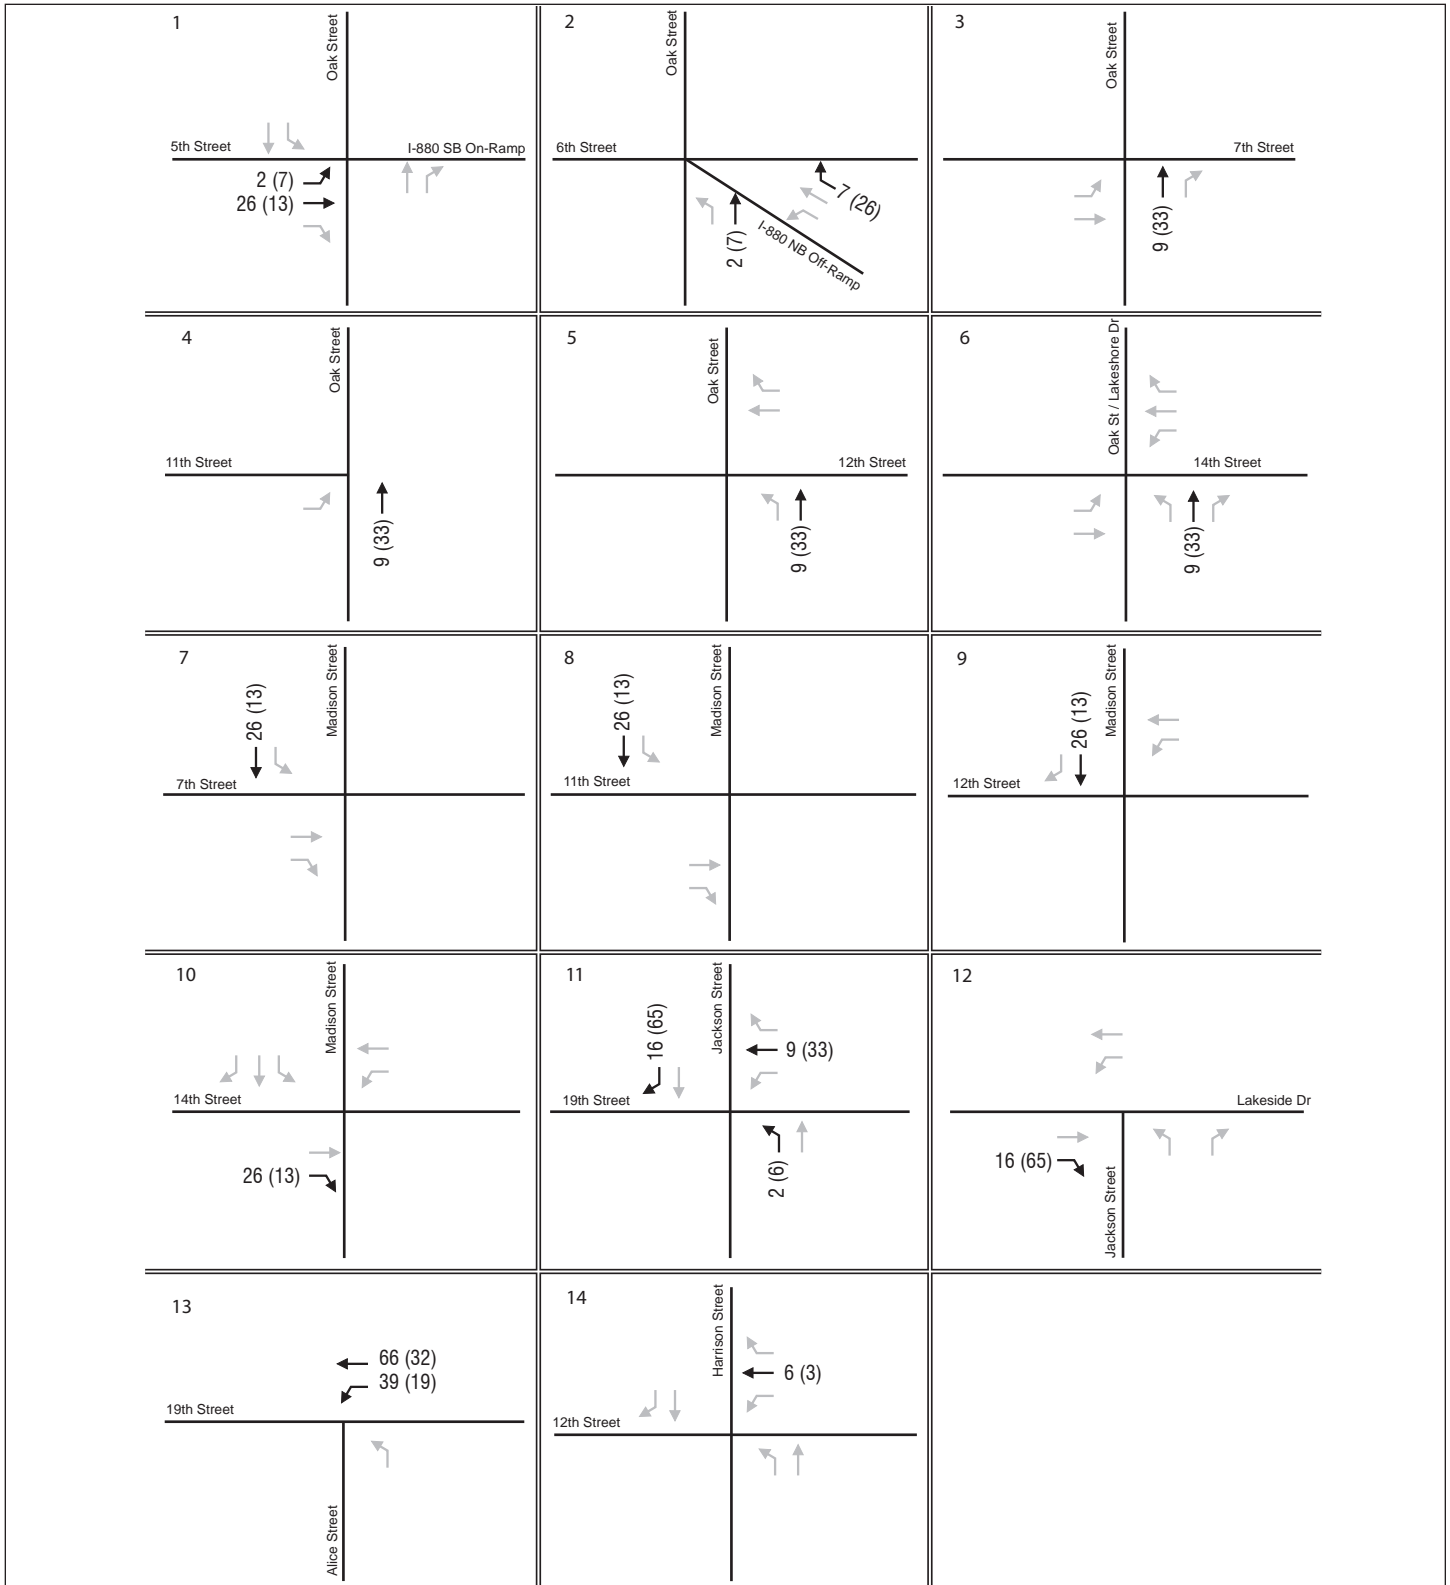 1
Oak Street
5th Street
I-880 SB On-Ramp
2 (7)
26 (13)
2
Oak Street
6th Street
7 (26)
2 (7)
I-880 NB Off-Ramp
3
Oak Street
7th Street
9 (33)
4
Oak Street
11th Street
9 (33)
5
Oak Street
12th Street
9 (33)
6
Oak St / Lakeshore Dr
14th Street
9 (33)
7
Madison Street
26 (13)
7th Street
8
Madison Street
26 (13)
11th Street
9
Madison Street
26 (13)
12th Street
10
Madison Street
14th Street
26 (13)
11
Jackson Street
16 (65)
9 (33)
19th Street
2 (6)
12
Lakeside Dr
16 (65)
Jackson Street
13
66 (32)
39 (19)
19th Street
Alice Street
14
Harrison Street
6 (3)
12th Street